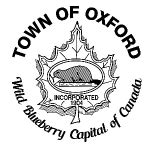 TOWN OF OXFORD
INCORPORATED
1904
Wild Blueberry Capital of Canada